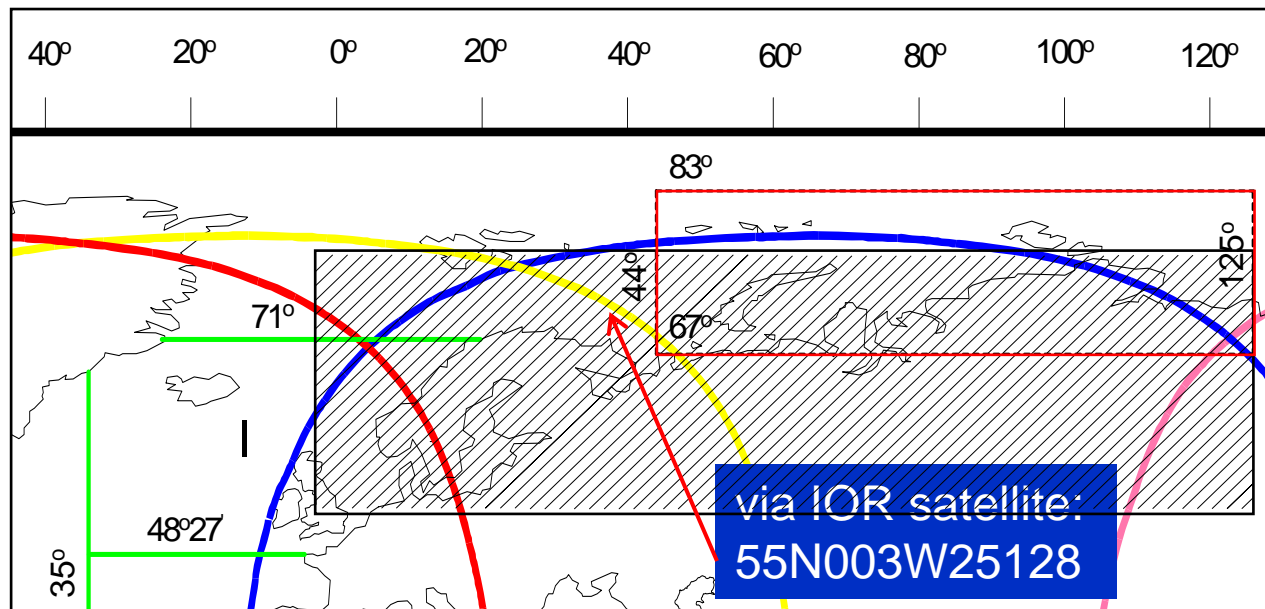 40º 20º 0º 20º 40º 60º 80º 100º 120º
83º
125º
44º
71º
67º
I
via IOR satellite:
48º27'
55N003W25128
35º